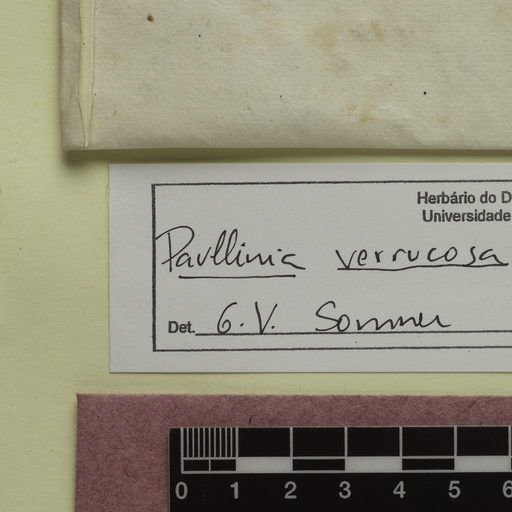 Herbário do D
Universidade
Paullinia verrucosa
Det. G. V. Sommer
0 1 2 3 4 5 6